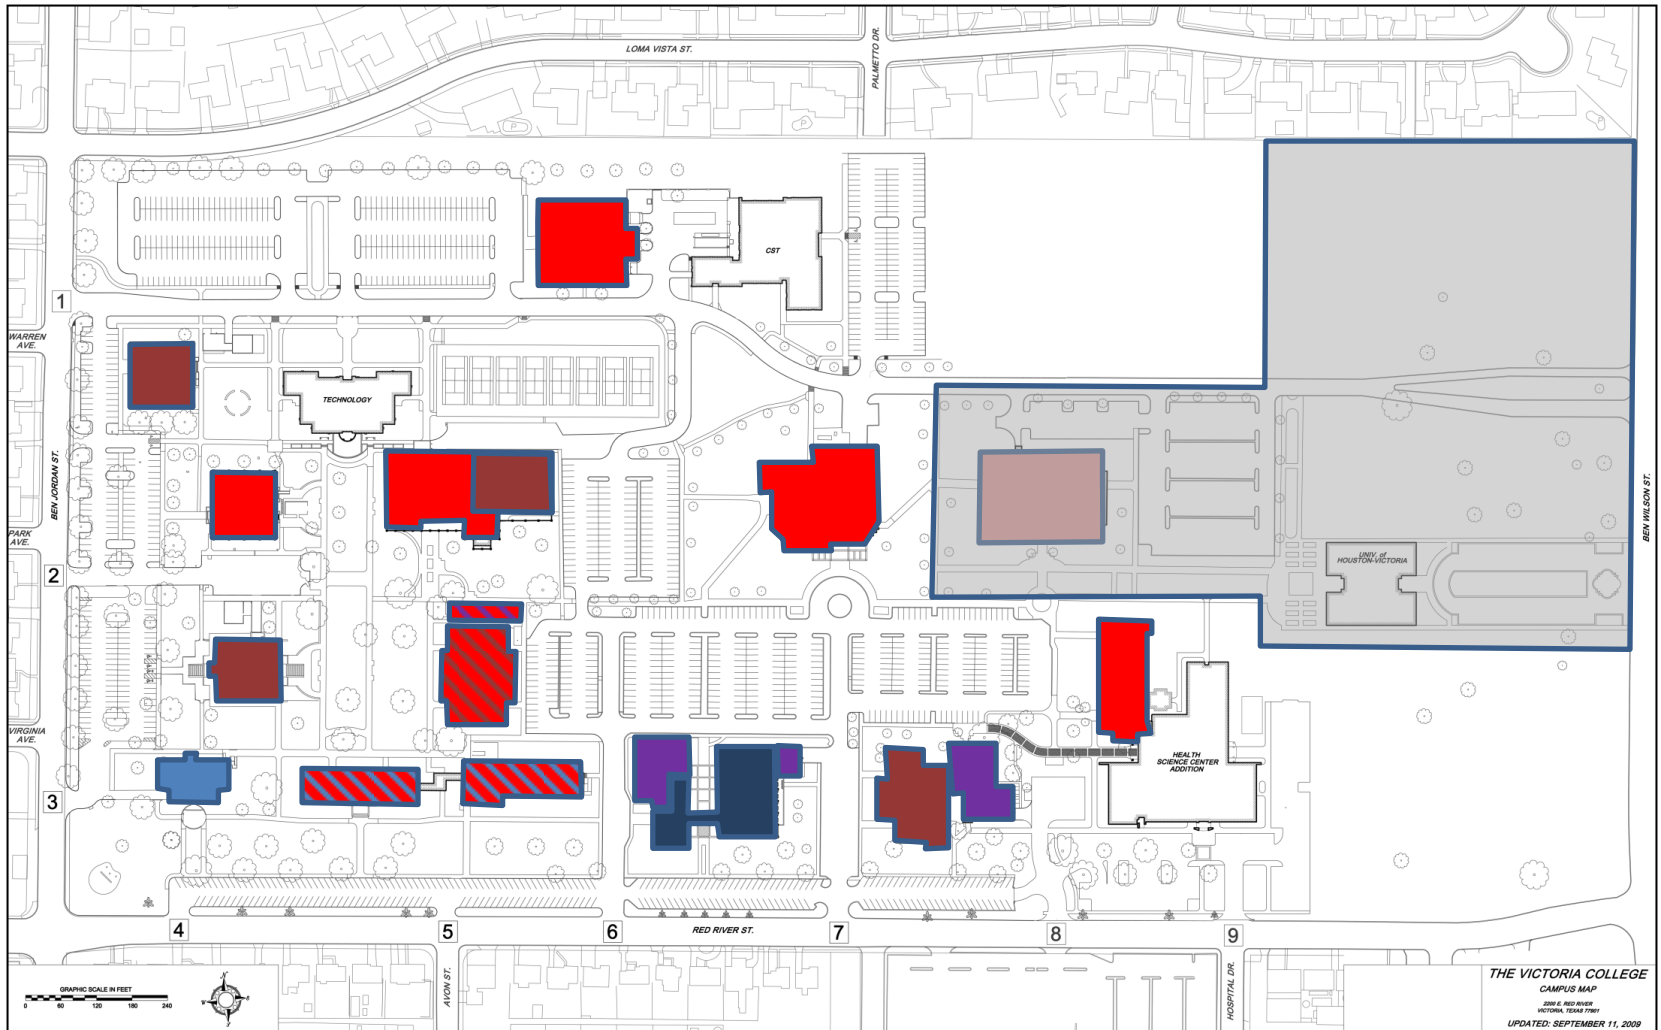 LOMA VISTA ST.
PALMETTO DR.
CST
1
WARREN
AVE.
TECHNOLOGY
BEN JORDAN ST.
BEN WILSON ST.
PARK
AVE.
2
UNIV. of
HOUSTON-VICTORIA
VIRGINIA
AVE.
HEALTH
SCIENCE CENTER
ADDITION
3
4
5
6
RED RIVER ST.
7
8
9
AVON ST.
HOSPITAL DR.
GRAPHIC SCALE IN FEET
0 60 120 180 240
N
W
E
S
THE VICTORIA COLLEGE
CAMPUS MAP
2200 E. RED RIVER
VICTORIA, TEXAS 77901
UPDATED: SEPTEMBER 11, 2009